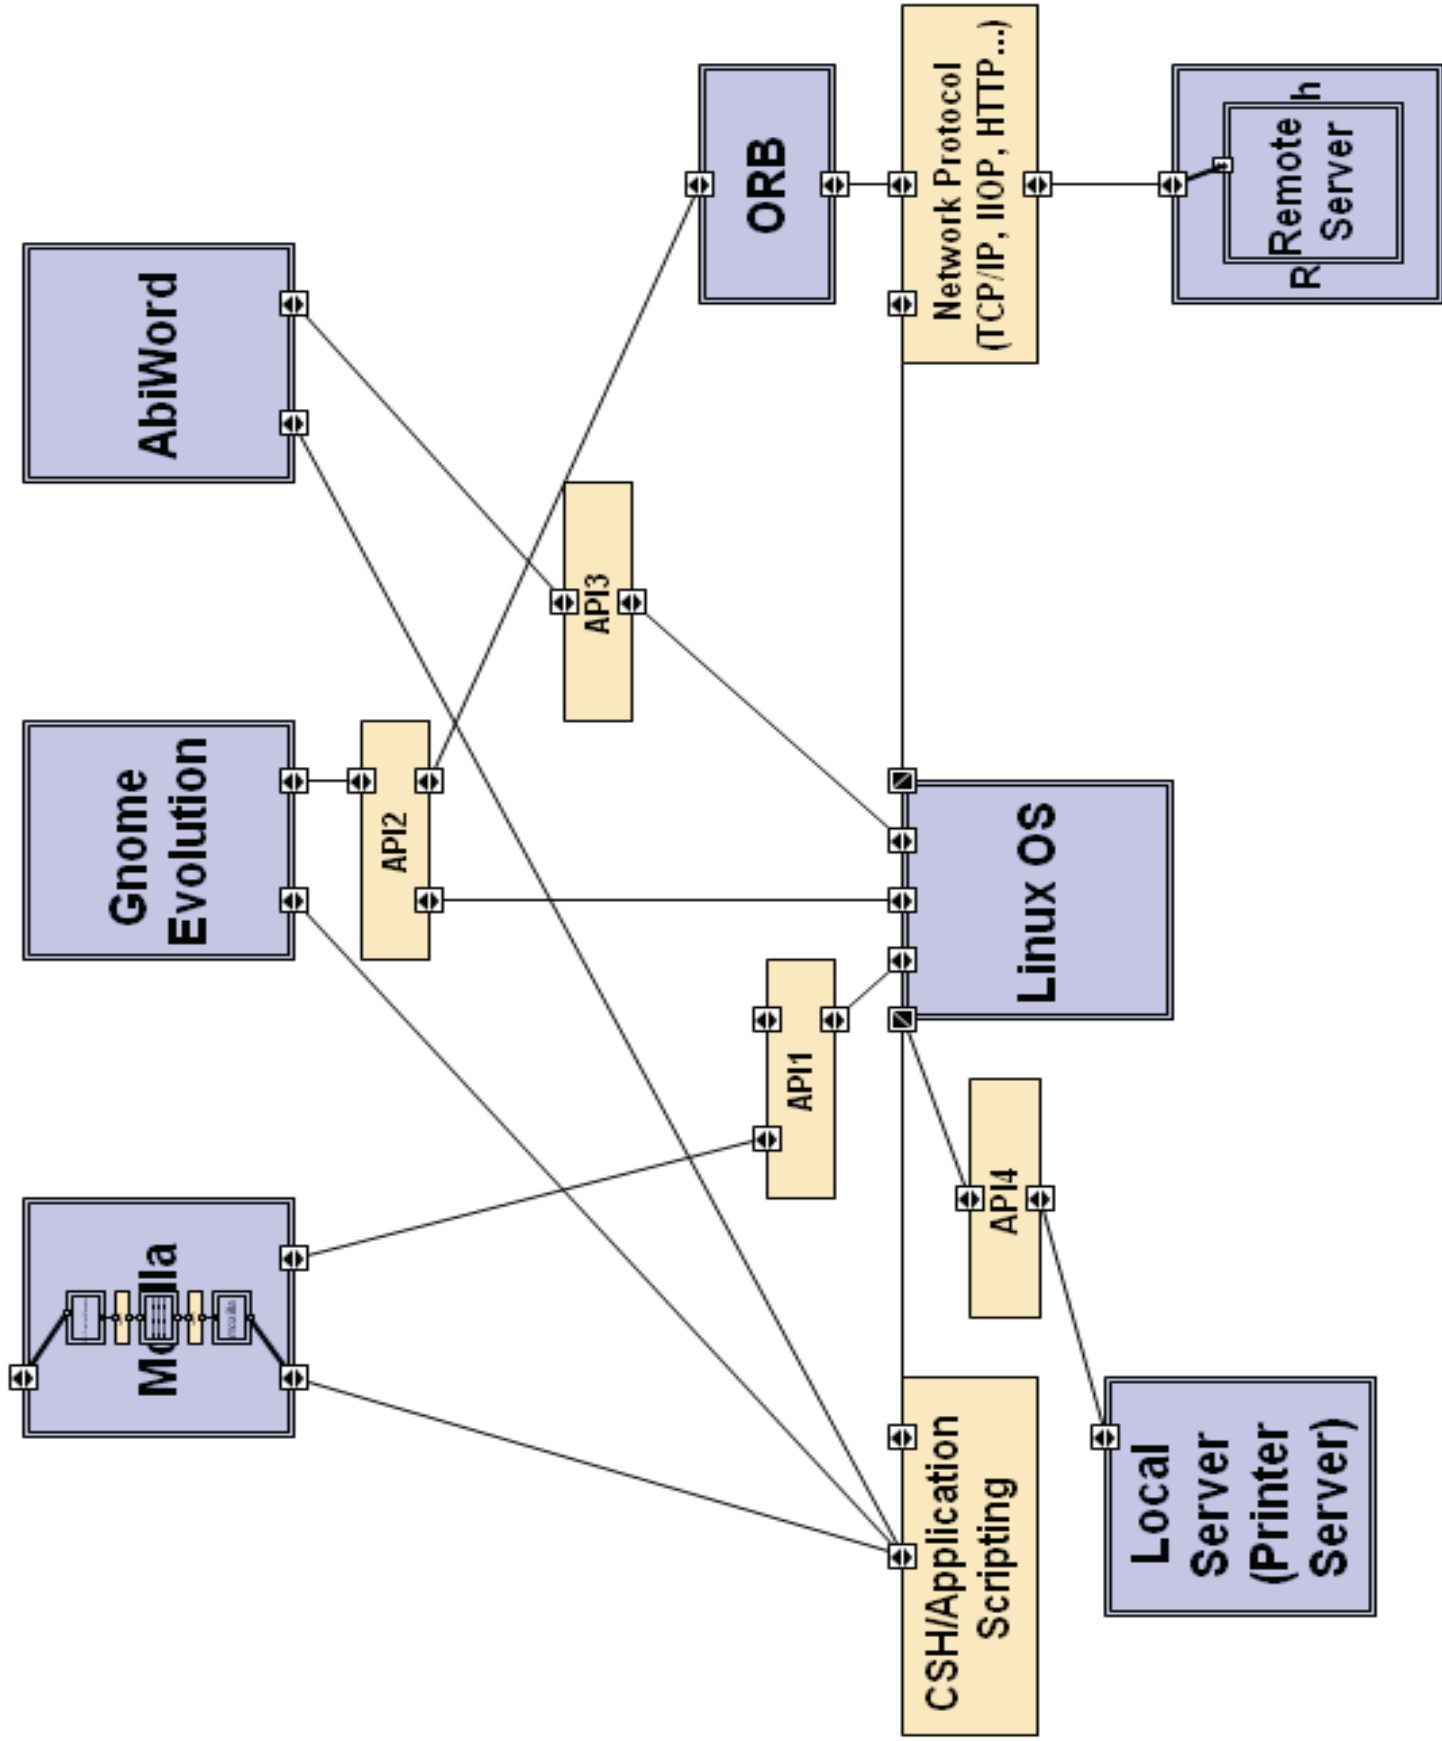 Mozilla
Gnome
Evolution
AbiWord
API2
API3
ORB
API1
CSH/Application
Scripting
Network Protocol
(TCP/IP, IIOP, HTTP...)
API4
Linux OS
Local
Server
(Printer
Server)
Remote
Server